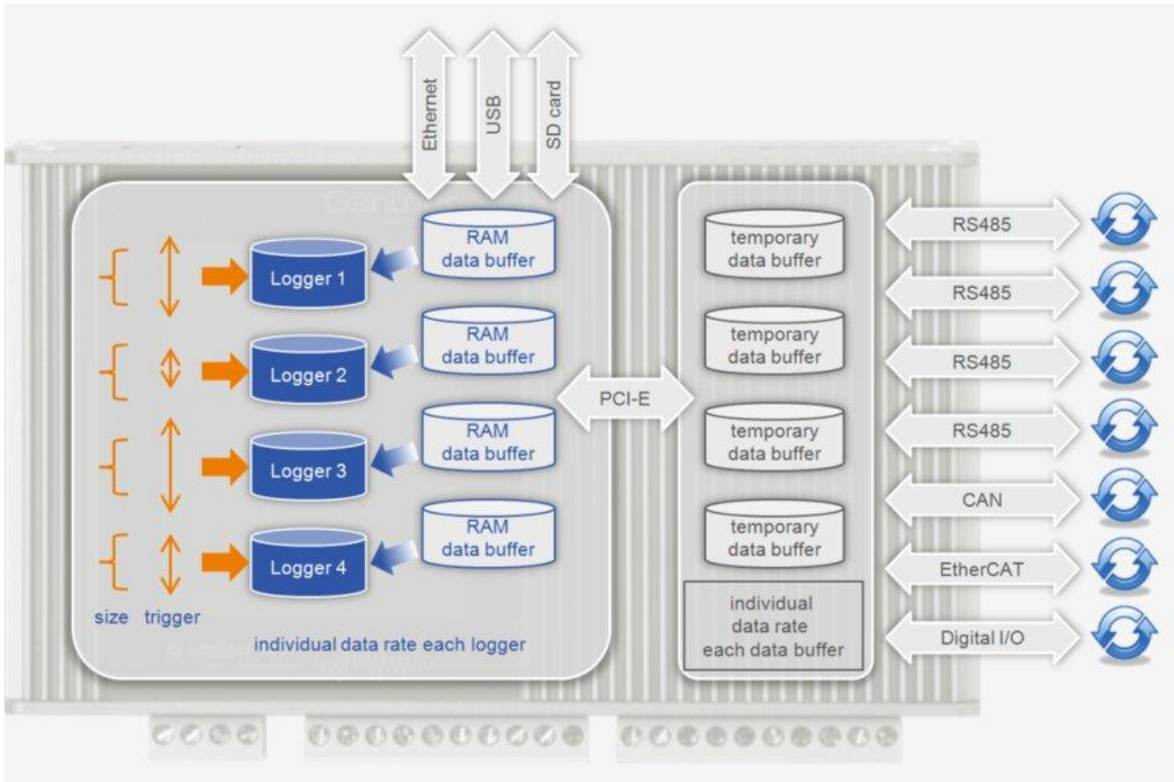 Ethernet
USB
SD card
RAM
data buffer
Logger 1
RAM
data buffer
Logger 2
RAM
data buffer
Logger 3
RAM
data buffer
Logger 4
size
trigger
individual data rate each logger
PCI-E
temporary
data buffer
temporary
data buffer
temporary
data buffer
temporary
data buffer
individual
data rate
each data buffer
RS485
RS485
RS485
RS485
CAN
EtherCAT
Digital I/O